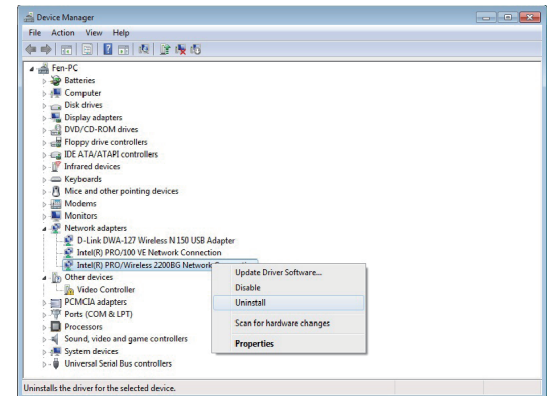 Device Manager
File Action View Help
Fen-PC
Batteries
Computer
Disk drives
Display adapters
DVD/CD-ROM drives
Floppy drive controllers
IDE ATA/ATAPI controllers
Infrared devices
Keyboards
Mice and other pointing devices
Modems
Monitors
Network adapters
D-Link DWA-127 Wireless N 150 USB Adapter
Intel(R) PRO/100 VE Network Connection
Intel(R) PRO/Wireless 2200BG Network
Other devices
Video Controller
PCMCIA adapters
Ports (COM & LPT)
Processors
Sound, video and game controllers
System devices
Universal Serial Bus controllers
Update Driver Software...
Disable
Uninstall
Scan for hardware changes
Properties
Uninstalls the driver for the selected device.